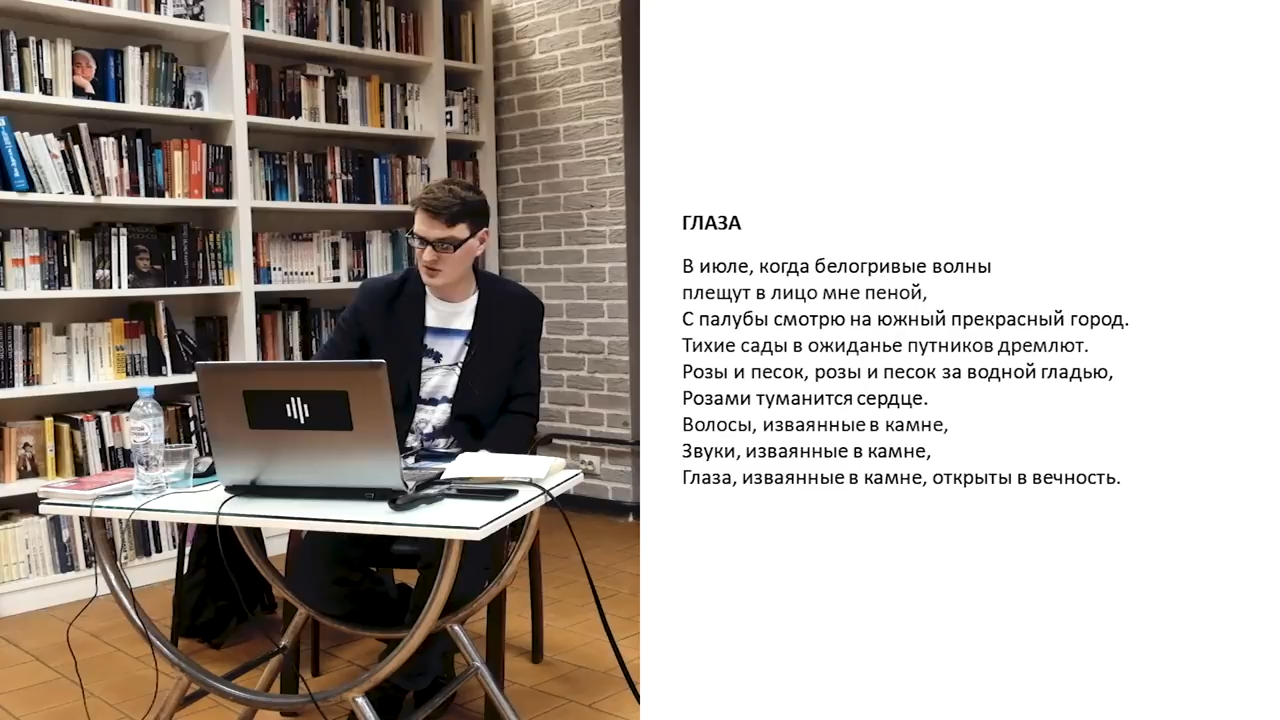 ГЛАЗА
В июле, когда белогривые волны
плещут в лицо мне пеной,
С палубы смотрю на южный прекрасный город.
Тихие сады в ожиданье путников дремлют.
Розы и песок, розы и песок за водной гладью,
Розами туманится сердце.
Волосы, изваянные в камне,
Звуки, изваянные в камне,
Глаза, изваянные в камне, открыты в вечность.